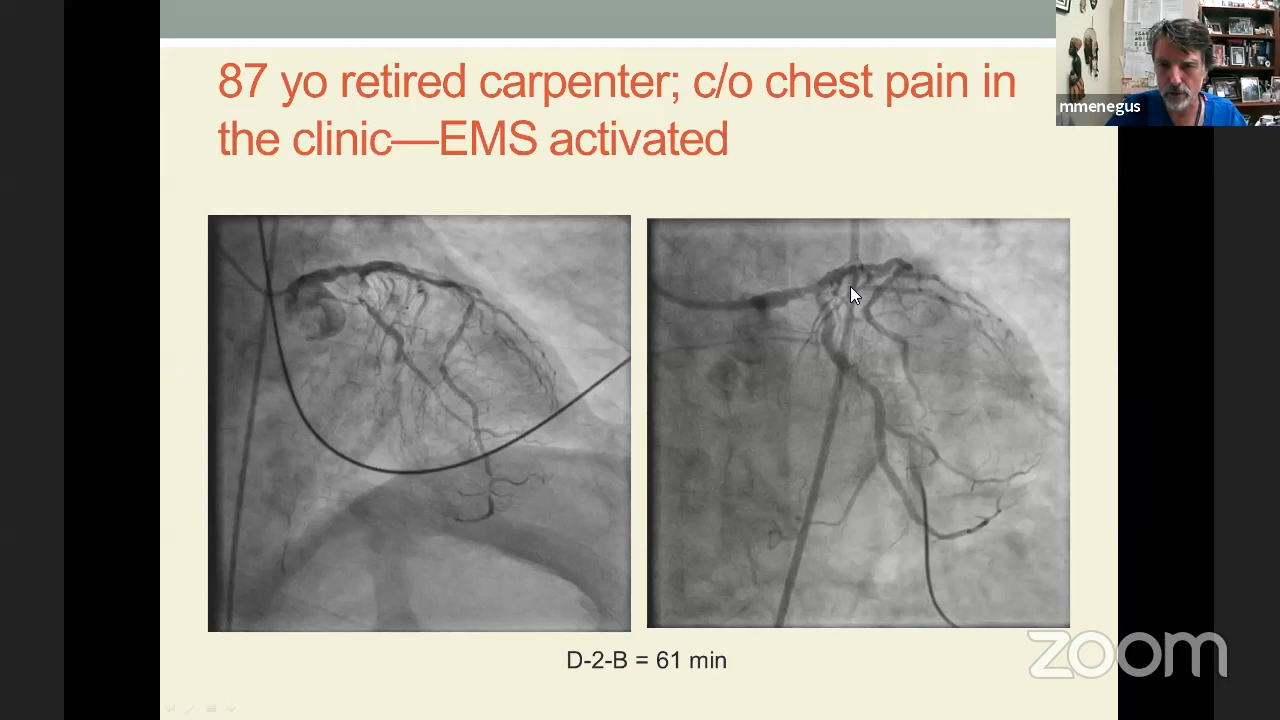 87 yo retired carpenter; c/o chest pain in
the clinic—EMS activated
mmenegus
D-2-B = 61 min
zoom